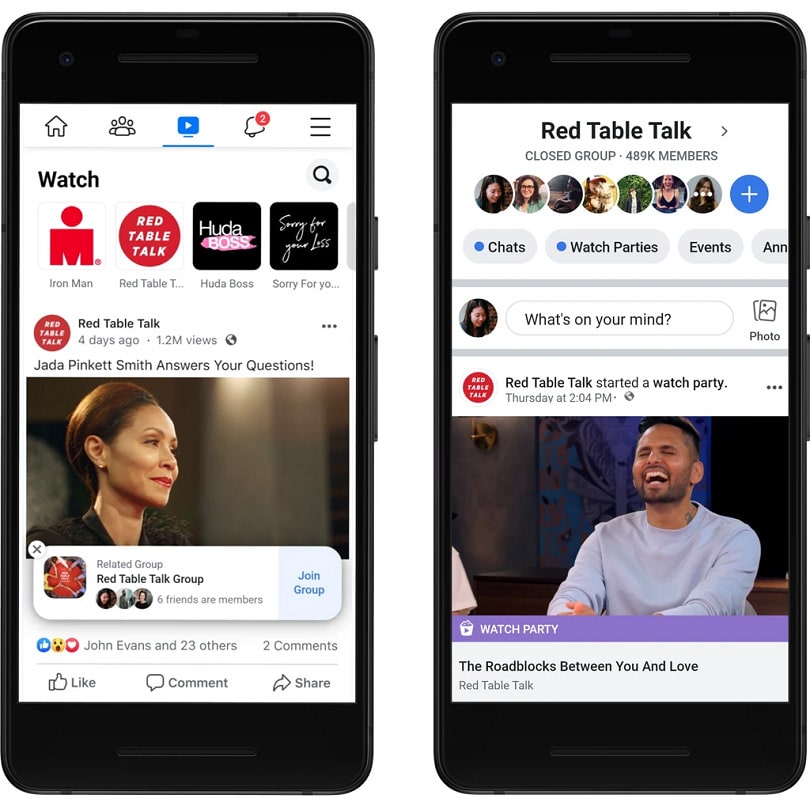 2
Watch
RED
TABLE
TALK
Huda
BOSS
Sorry for
your Loss
Iron Man
Red Table T...
Huda Boss
Sorry For yo...
RED
TABLE
TALK
Red Table Talk
4 days ago · 1.2M views
Jada Pinkett Smith Answers Your Questions!
Related Group
Red Table Talk Group
6 friends are members
Join
Group
John Evans and 23 others
2 Comments
Like
Comment
Share
Red Table Talk
CLOSED GROUP · 489K MEMBERS
Chats
Watch Parties
Events
Ann
What's on your mind?
Photo
RED
TABLE
TALK
Red Table Talk started a watch party.
Thursday at 2:04 PM ·
WATCH PARTY
The Roadblocks Between You And Love
Red Table Talk